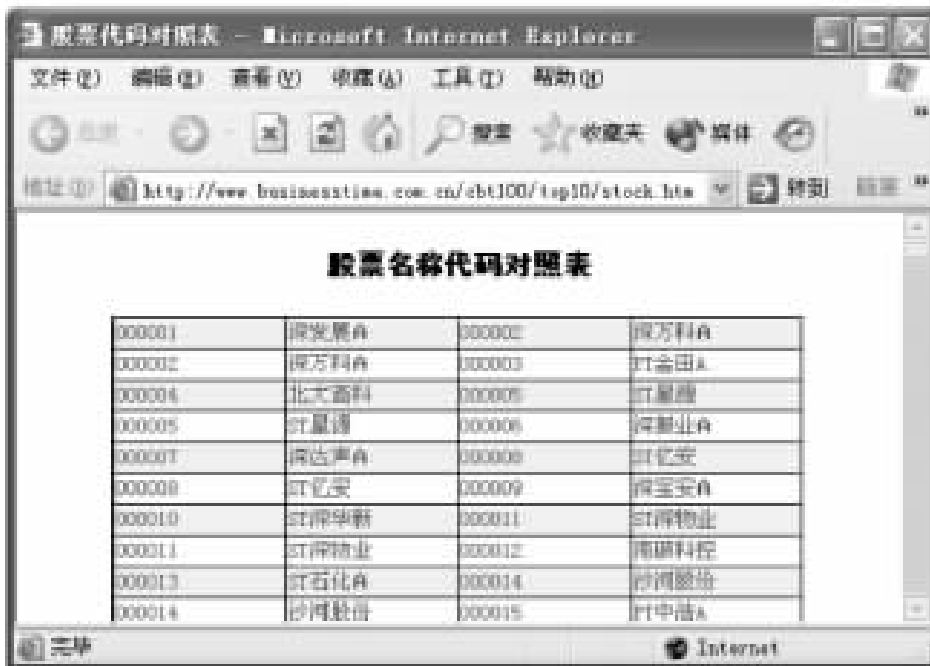 股票代码对照表 - Microsoft Internet Explorer
文件(F) 编辑(E) 查看(V) 收藏(A) 工具(T) 帮助(H)
搜索 收藏夹 媒体
地址(D) http://www.businesstime.com.cn/cbt100/top10/stock.htm 转到 链接
股票名称代码对照表
000001 深发展A 000002 深万科A
000002 深万科A 000003 PT金田A
000004 北大高科 000005 ST星源
000005 ST星源 000006 深振业A
000007 深达声A 000008 ST亿安
000008 ST亿安 000009 深宝安A
000010 ST深华新 000011 ST深物业
000011 ST深物业 000012 南玻科控
000013 ST石化A 000014 沙河股份
000014 沙河股份 000015 PT中浩A
完毕 Internet